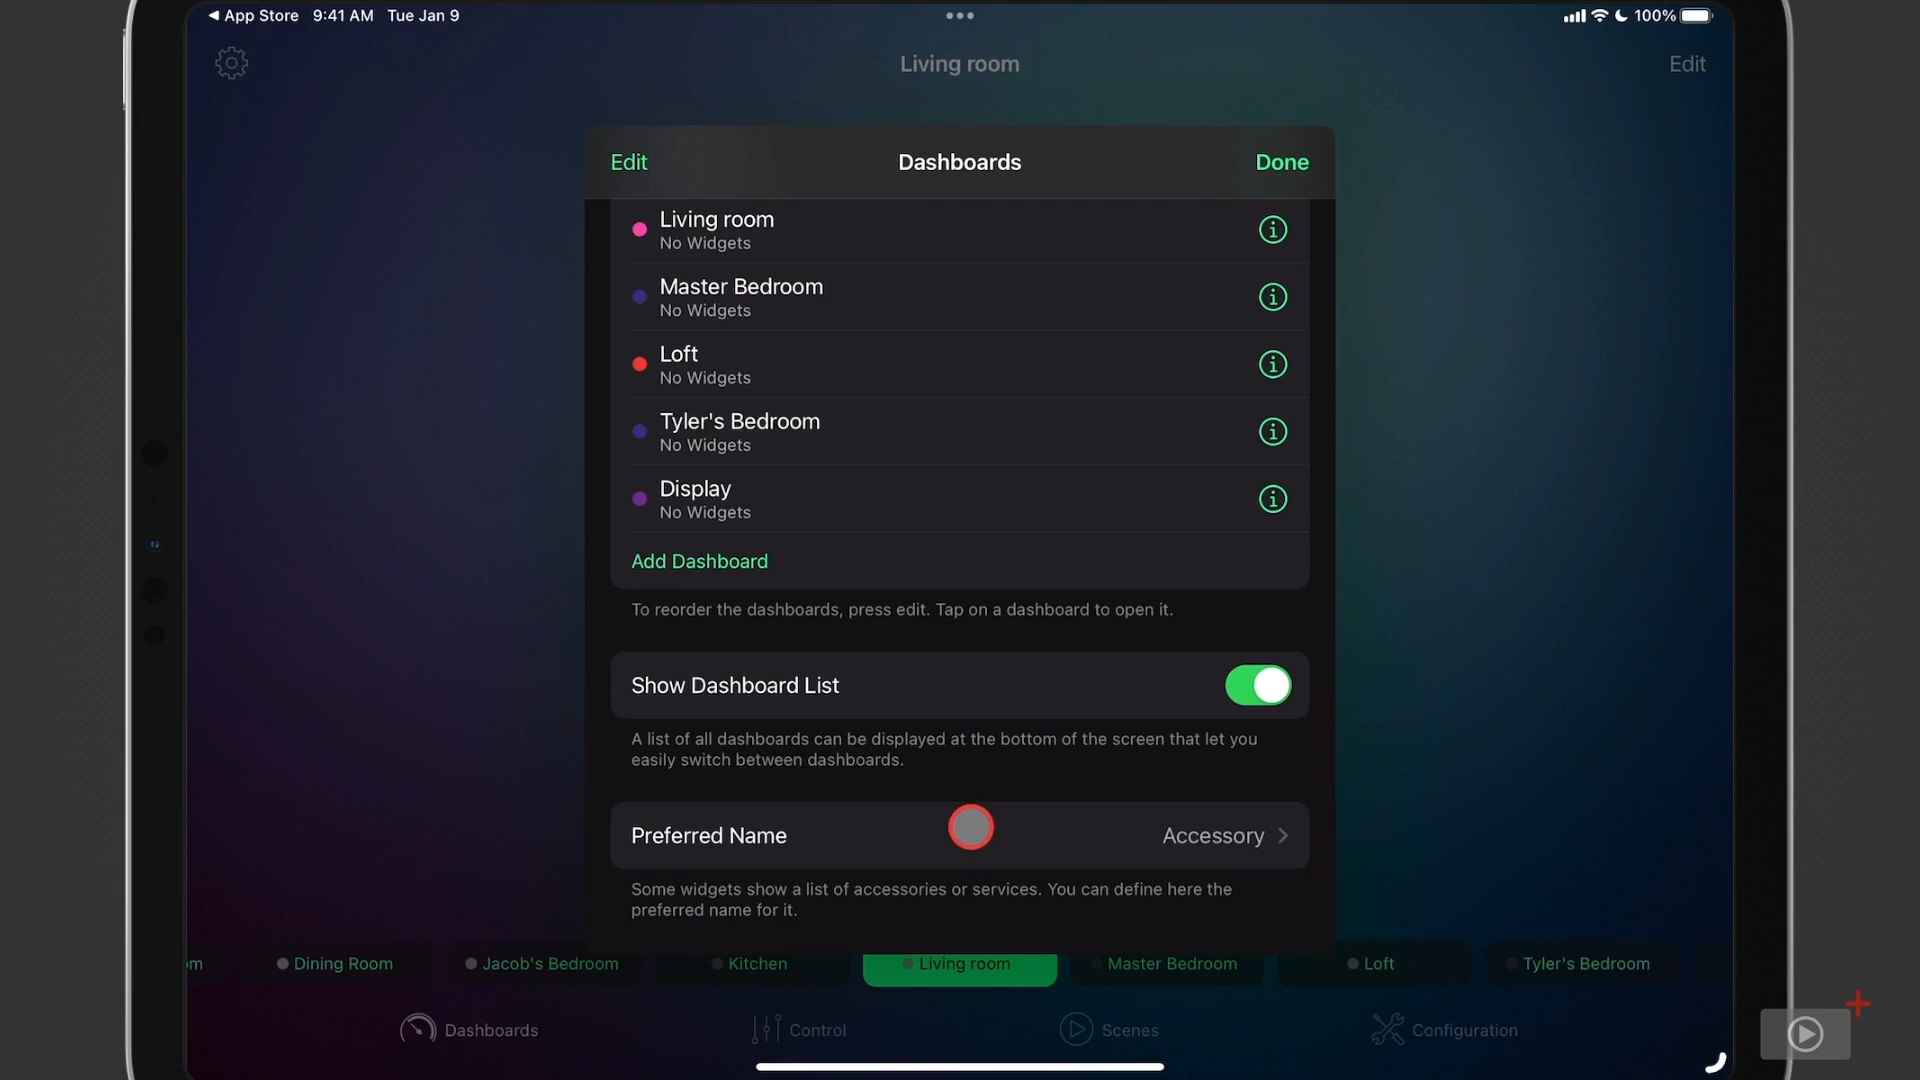 App Store 9:41 AM Tue Jan 9
100%
Living room
Edit
Edit
Dashboards
Done
Living room
No Widgets
Master Bedroom
No Widgets
Loft
No Widgets
Tyler's Bedroom
No Widgets
Display
No Widgets
Add Dashboard
To reorder the dashboards, press edit. Tap on a dashboard to open it.
Show Dashboard List
A list of all dashboards can be displayed at the bottom of the screen that let you
easily switch between dashboards.
Preferred Name
Accessory
Some widgets show a list of accessories or services. You can define here the
preferred name for it.
om
Dining Room
Jacob's Bedroom
Kitchen
Living room
Master Bedroom
Loft
Tyler's Bedroom
Dashboards
Control
Scenes
Configuration